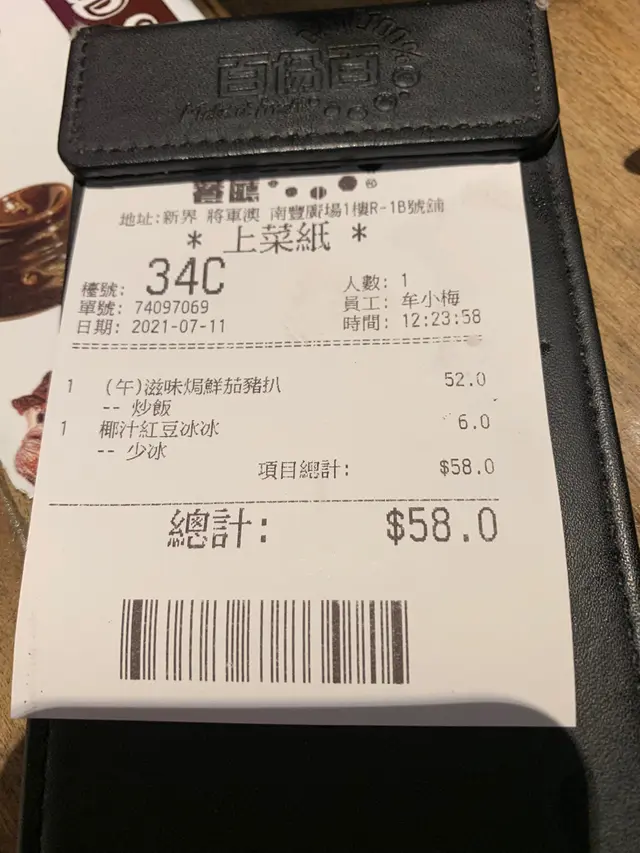 百份百
餐廳
地址:新界 將軍澳 南豐廣場1樓R-1B號舖
* 上菜紙 *
檯號: 34C
人數: 1
單號: 74097069
員工: 牟小梅
日期: 2021-07-11
時間: 12:23:58
1 (午)滋味焗鮮茄豬扒 52.0
-- 炒飯
1 椰汁紅豆冰冰 6.0
-- 少冰
項目總計: $58.0
總計: $58.0